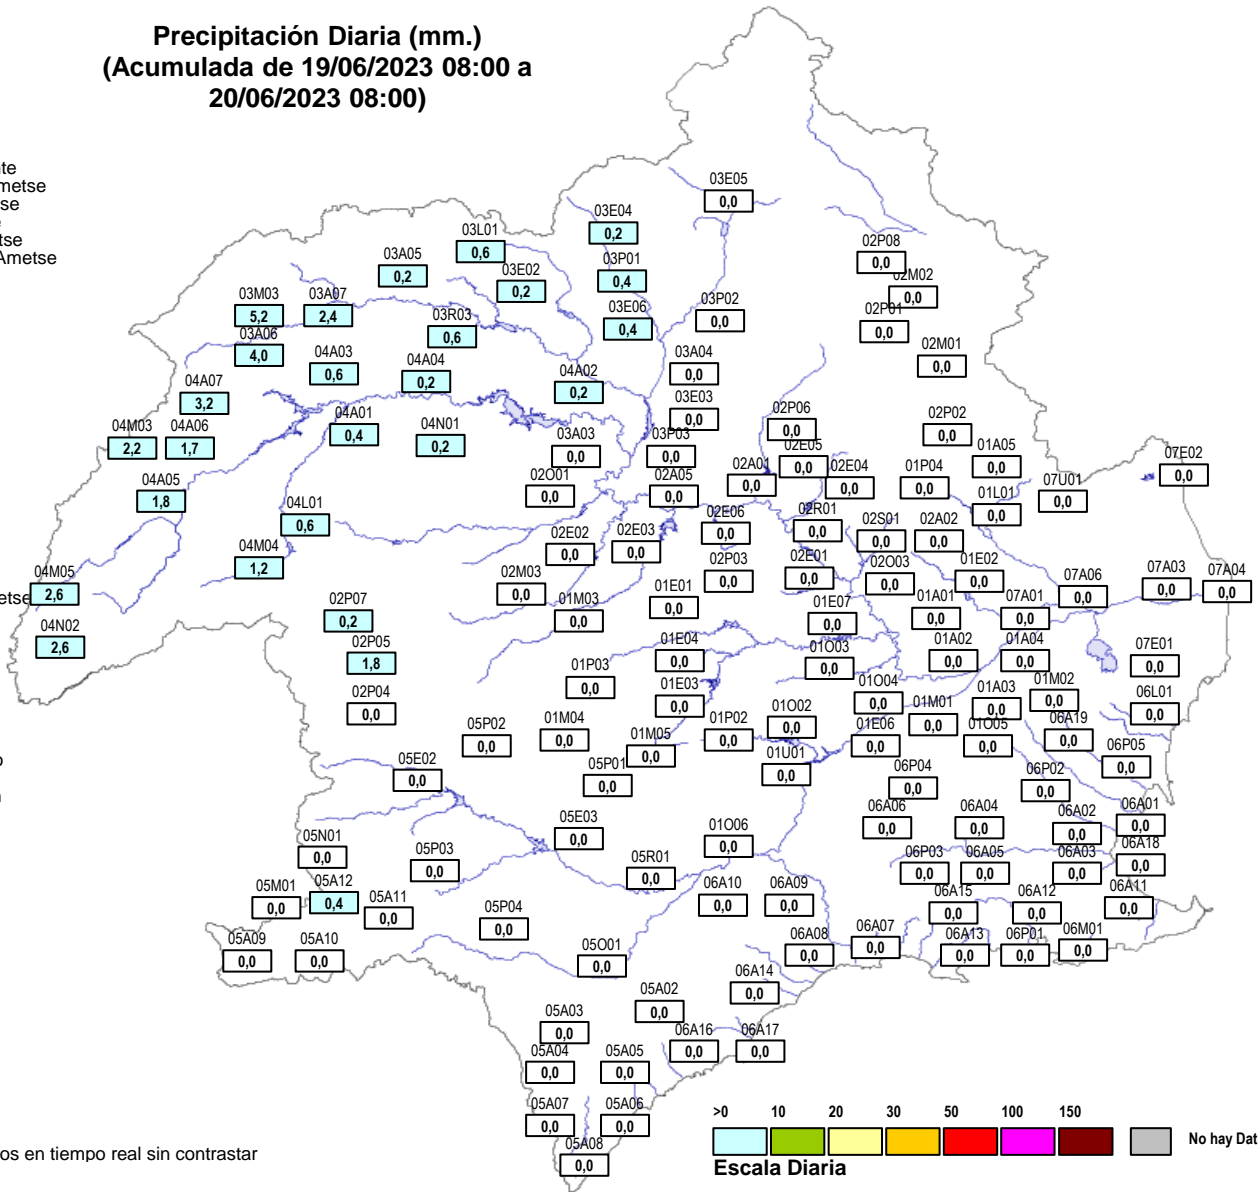 Precipitación Diaria (mm.)
(Acumulada de 19/06/2023 08:00 a
20/06/2023 08:00)
03E05
0,0
03E04
0,2
03L01
0,6
02P08
0,0
03A05
0,2
03P01
0,4
03E02
0,2
02M02
0,0
03M03
5,2
03A07
2,4
03P02
0,0
03E06
0,4
02P01
0,0
03R03
0,6
03A06
4,0
04A03
0,6
04A04
0,2
03A04
0,0
02M01
0,0
04A02
0,2
04A07
3,2
03E03
0,0
04A01
0,4
02P06
0,0
02P02
0,0
04M03
2,2
04A06
1,7
04N01
0,2
03A03
0,0
03P03
0,0
02E05
0,0
01A05
0,0
07E02
0,0
04A05
1,8
02O01
0,0
02A05
0,0
02A01
0,0
02E04
0,0
01P04
0,0
07U01
0,0
04L01
0,6
01L01
0,0
02E06
0,0
02R01
0,0
02S01
0,0
02A02
0,0
02E02
0,0
02E03
0,0
04M04
1,2
02P03
0,0
02E01
0,0
02O03
0,0
01E02
0,0
04M05
2,6
02M03
0,0
07A06
0,0
07A03
0,0
07A04
0,0
etse
02P07
0,2
01M03
0,0
01E01
0,0
01E07
0,0
01A01
0,0
07A01
0,0
04N02
2,6
02P05
1,8
01E04
0,0
01O03
0,0
01A02
0,0
01A04
0,0
07E01
0,0
01P03
0,0
01E03
0,0
01O04
0,0
01A03
0,0
01M02
0,0
06L01
0,0
02P04
0,0
01O02
0,0
01M01
0,0
05P02
0,0
01M04
0,0
01M05
0,0
01P02
0,0
01E06
0,0
01O05
0,0
06A19
0,0
05E02
0,0
05P01
0,0
01U01
0,0
06P04
0,0
06P02
0,0
06P05
0,0
05E03
0,0
01O06
0,0
06A06
0,0
06A04
0,0
06A02
0,0
06A01
0,0
05N01
0,0
05P03
0,0
05R01
0,0
06P03
0,0
06A05
0,0
06A03
0,0
06A18
0,0
05M01
0,0
05A12
0,4
05A11
0,0
06A10
0,0
06A09
0,0
06A15
0,0
06A12
0,0
06A11
0,0
05P04
0,0
05A09
0,0
05A10
0,0
05O01
0,0
06A08
0,0
06A07
0,0
06A13
0,0
06P01
0,0
06M01
0,0
05A02
0,0
06A14
0,0
05A03
0,0
06A16
0,0
06A17
0,0
05A04
0,0
05A05
0,0
05A07
0,0
05A06
0,0
05A08
0,0
>0 10 20 30 50 100 150
No hay Dat
Escala Diaria
os en tiempo real sin contrastar